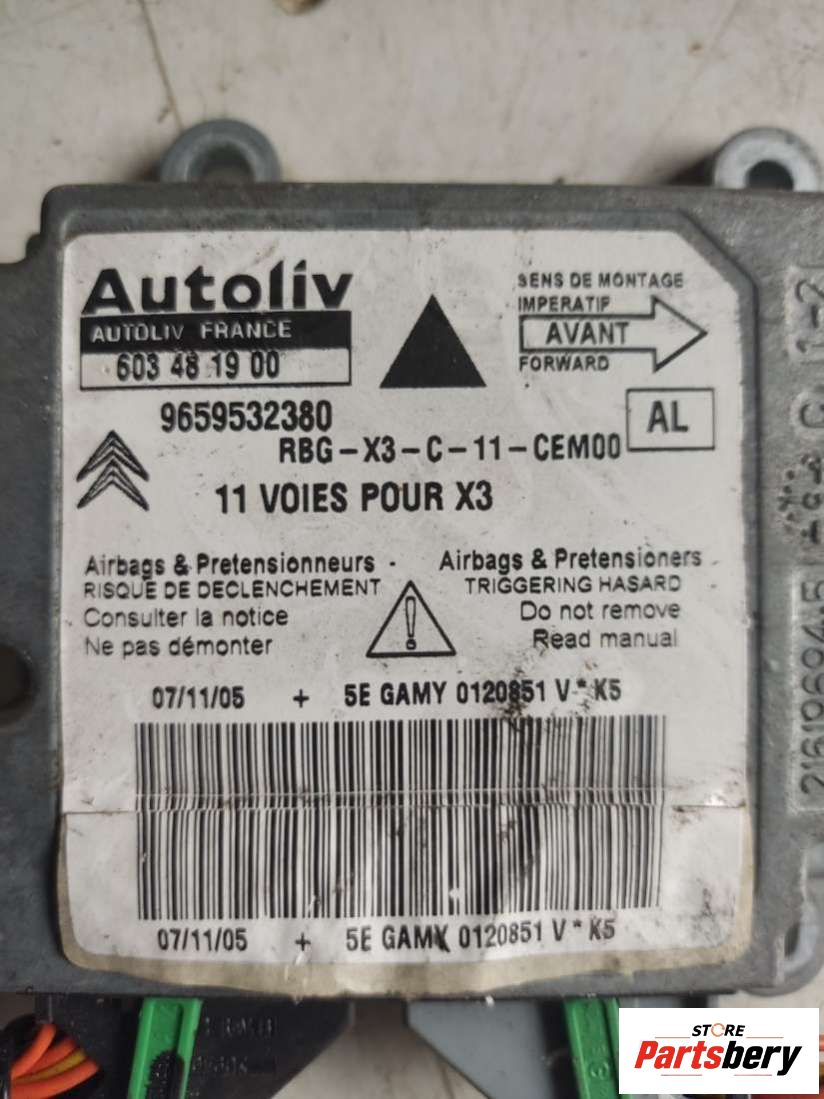 Autoliv
AUTOLIV FRANCE
603 48 19 00
SENS DE MONTAGE
IMPERATIF
AVANT
FORWARD
9659532380
AL
RBG-X3-C-11-CEM00
11 VOIES POUR X3
Airbags & Pretensionneurs -
RISQUE DE DECLENCHEMENT
Consulter la notice
Ne pas démonter
!
Airbags & Pretensioners
TRIGGERING HASARD
Do not remove
Read manual
07/11/05 + 5E GAMY 0120851 V * K5
07/11/05 + 5E GAMY 0120851 V * K5
C 1-2
STORE
Partsbery